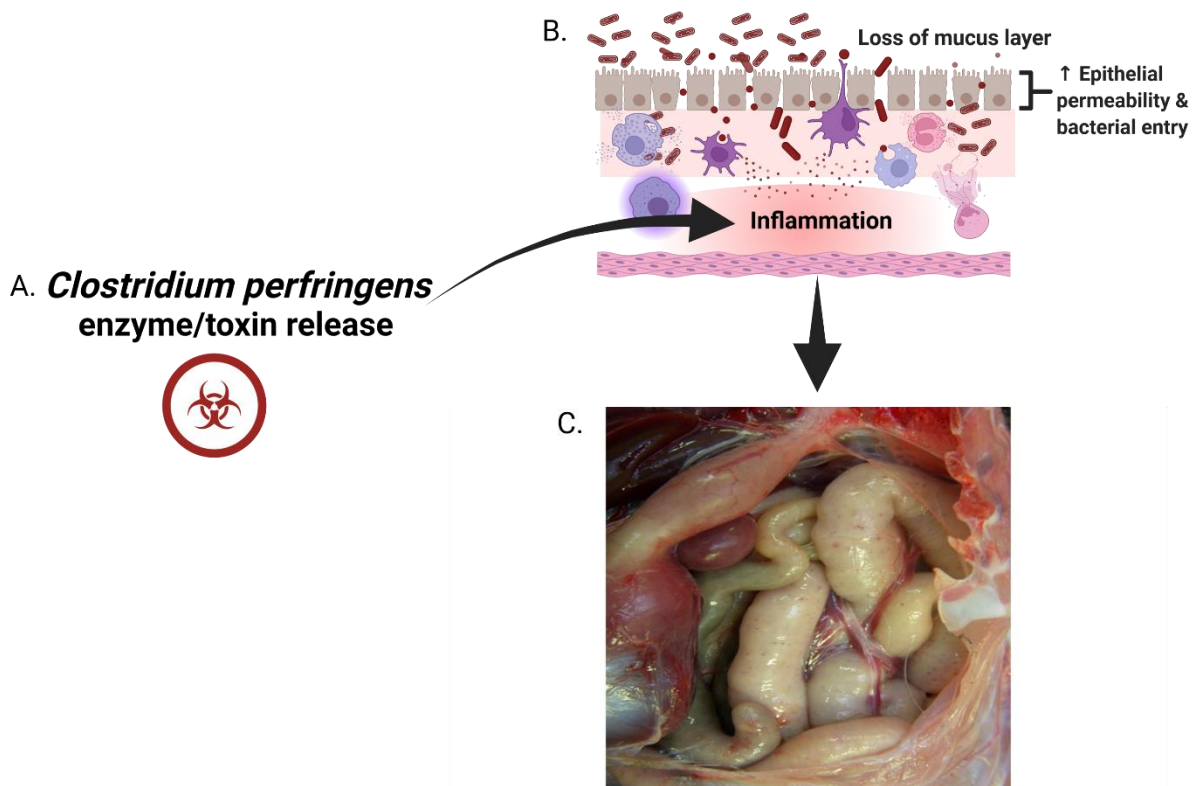 B.
Loss of mucus layer
↑ Epithelial
permeability &
bacterial entry
Inflammation
A. Clostridium perfringens
enzyme/toxin release
C.